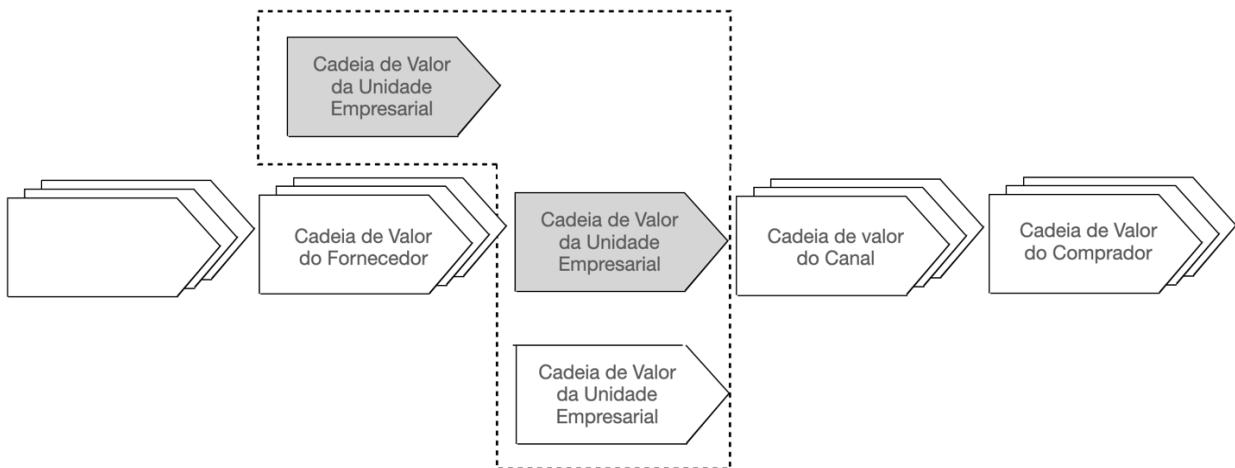 Cadeia de Valor
da Unidade
Empresarial
Cadeia de Valor
do Fornecedor
Cadeia de Valor
da Unidade
Empresarial
Cadeia de valor
do Canal
Cadeia de Valor
do Comprador
Cadeia de Valor
da Unidade
Empresarial